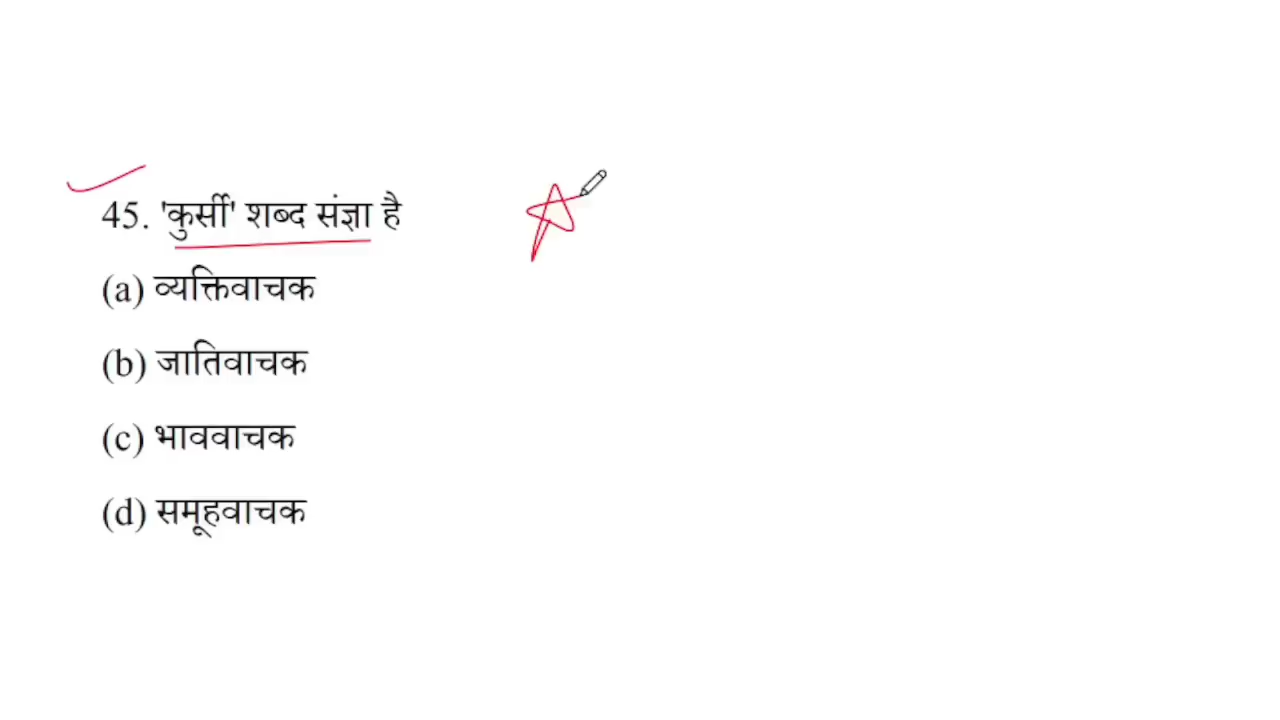 45. 'कुर्सी' शब्द संज्ञा है
(a) व्यक्तिवाचक
(b) जातिवाचक
(c) भाववाचक
(d) समूहवाचक